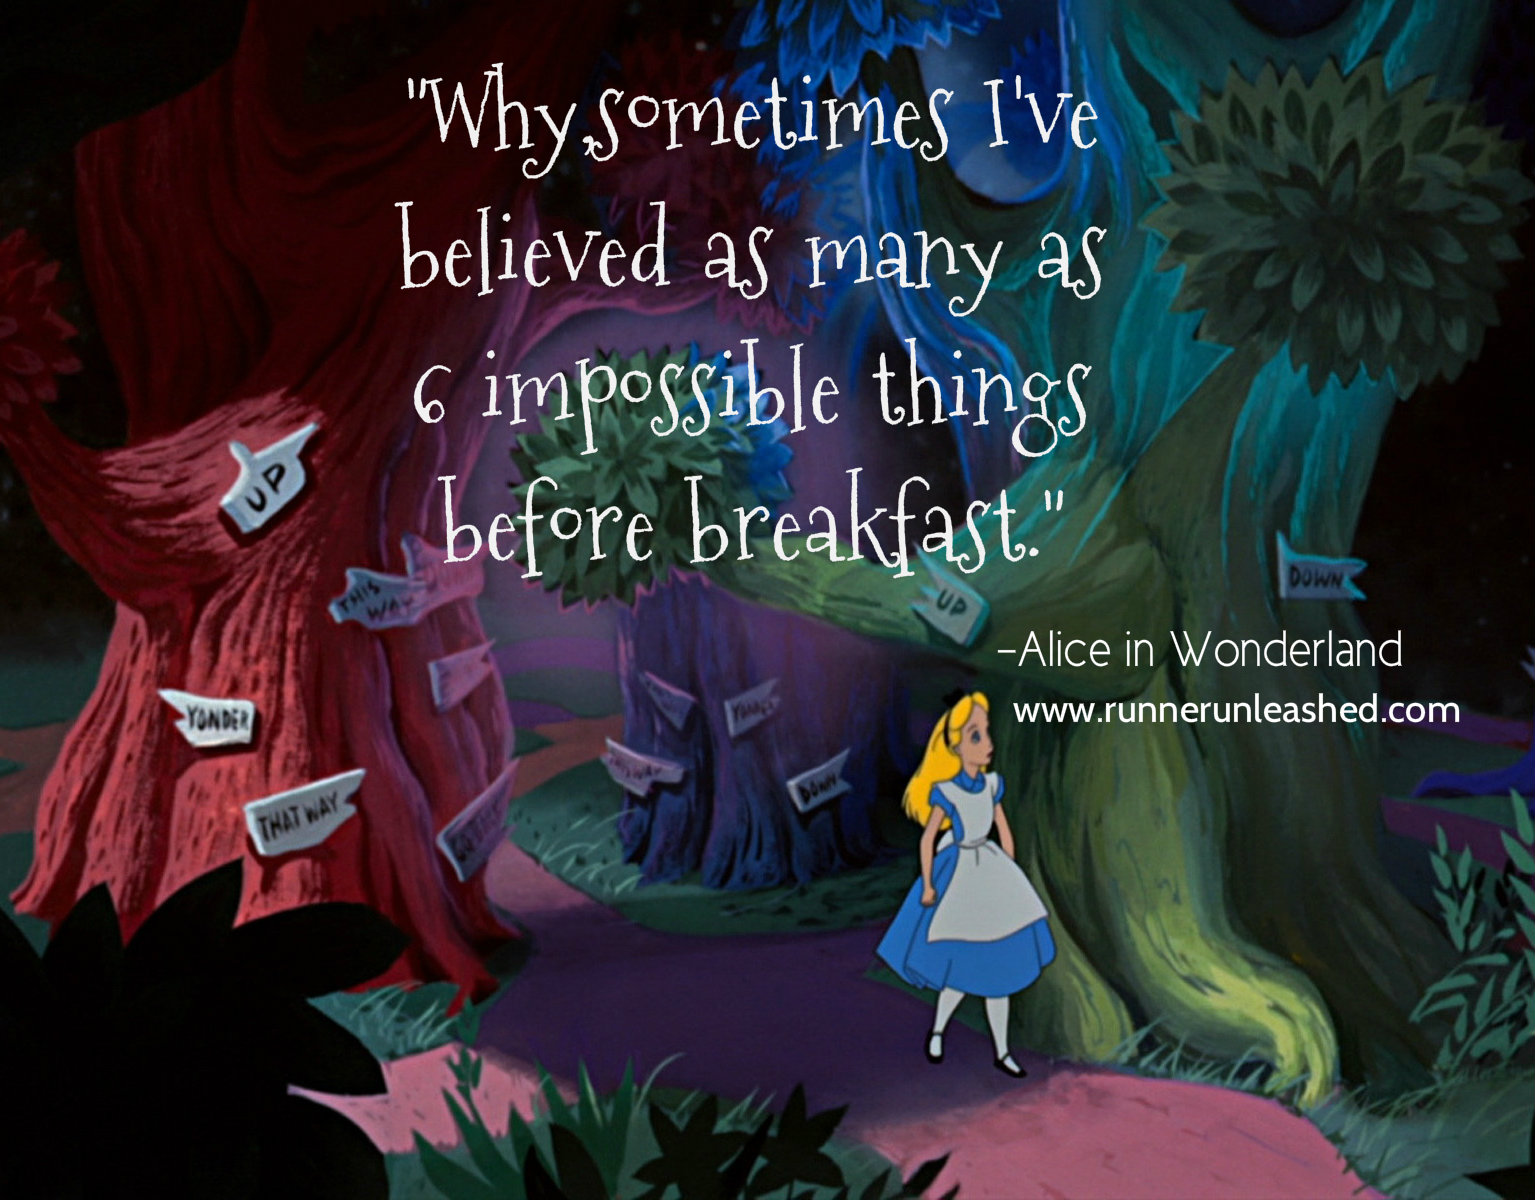 "Why,sometimes I've
believed as many as
6 impossible things
before breakfast."
-Alice in Wonderland
www.runnerunleashed.com
UP
THIS
WAY
UP
DOWN
YONDER
THAT WAY
DOWN